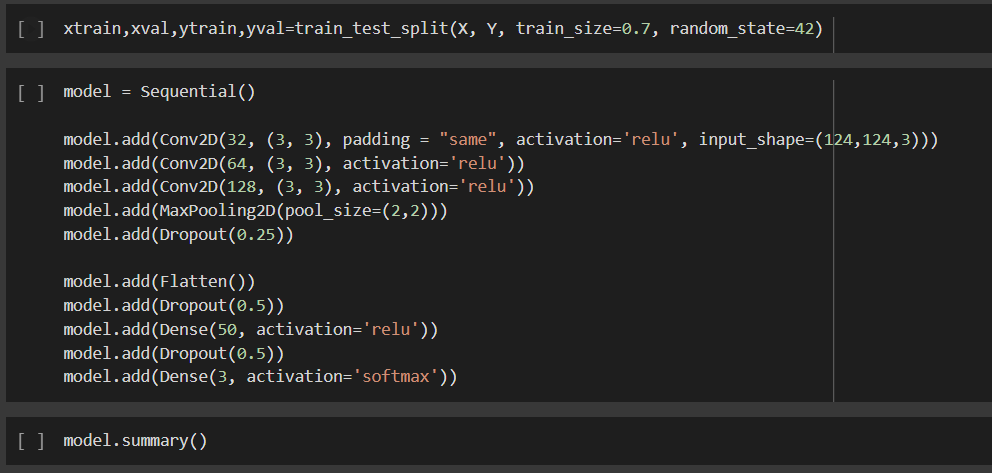 [ ] xtrain,xval,ytrain,yval=train_test_split(X, Y, train_size=0.7, random_state=42)
[ ] model = Sequential()
model.add(Conv2D(32, (3, 3), padding = "same", activation='relu', input_shape=(124,124,3)))
model.add(Conv2D(64, (3, 3), activation='relu'))
model.add(Conv2D(128, (3, 3), activation='relu'))
model.add(MaxPooling2D(pool_size=(2,2)))
model.add(Dropout(0.25))
model.add(Flatten())
model.add(Dropout(0.5))
model.add(Dense(50, activation='relu'))
model.add(Dropout(0.5))
model.add(Dense(3, activation='softmax'))
[ ] model.summary()